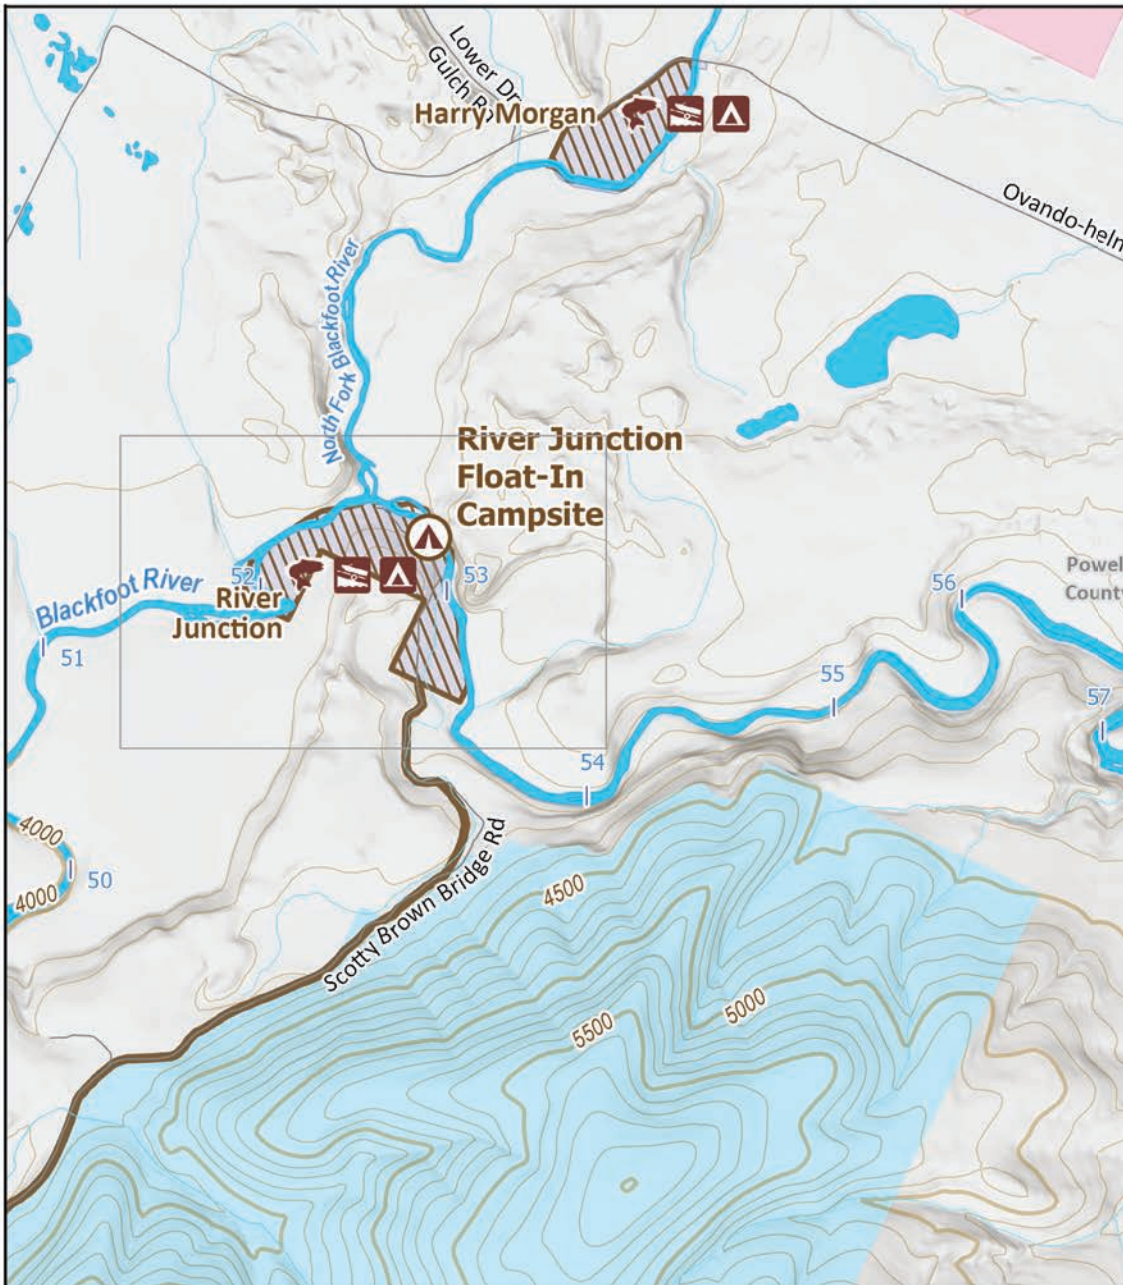 Lower Dr
Gulch R
Harry Morgan
Ovando-heln
North Fork Blackfoot River
River Junction
Float-In
Campsite
Powel
County
Blackfoot River
52
River
Junction
53
56
51
55
57
54
4000
50
4000
4500
Scotty Brown Bridge Rd
5000
5500